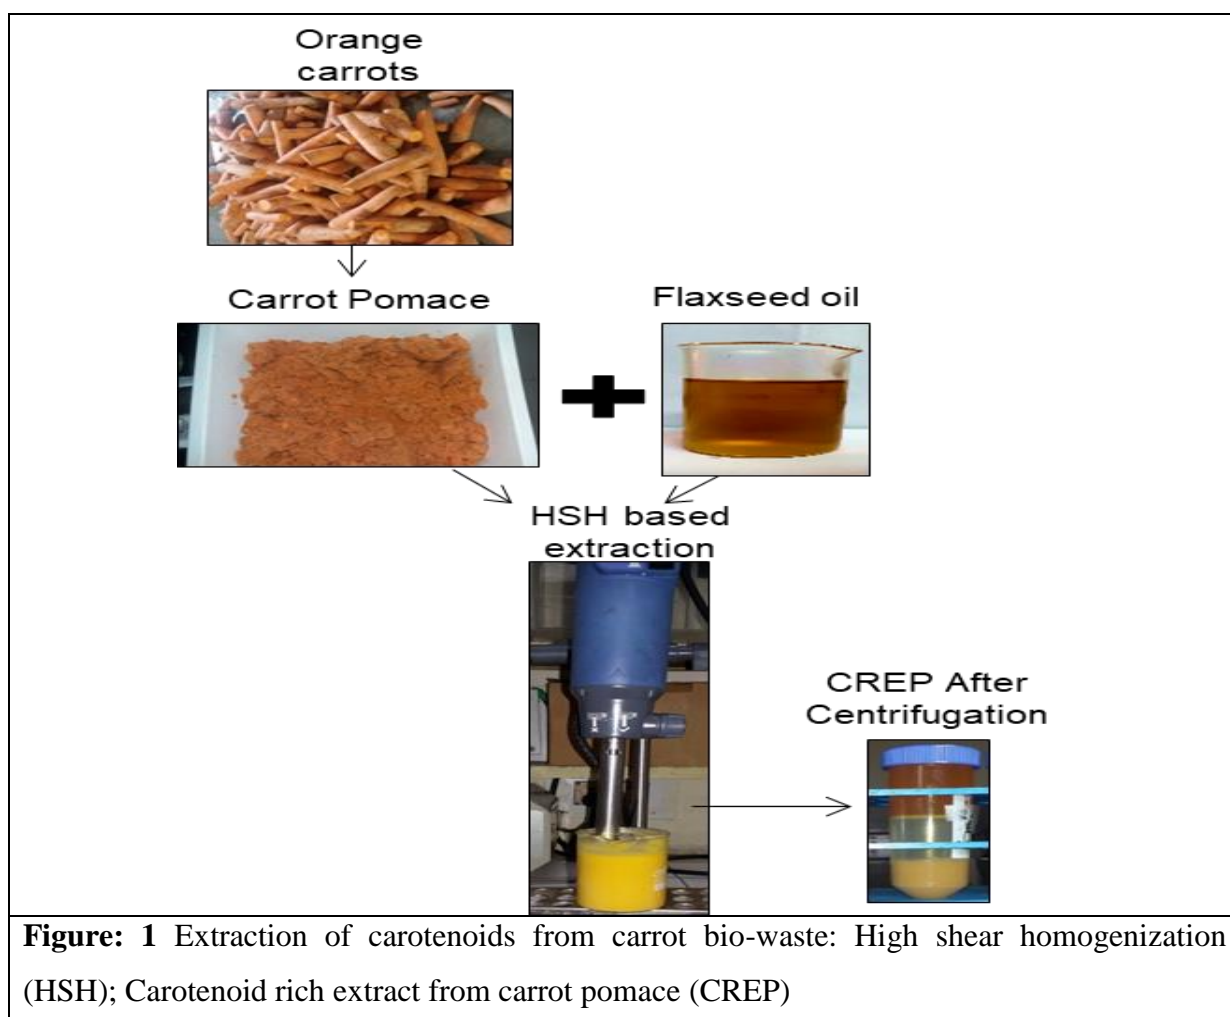 Orange
carrots
Carrot Pomace
Flaxseed oil
HSH based
extraction
CREP After
Centrifugation
Figure: 1 Extraction of carotenoids from carrot bio-waste: High shear homogenization
(HSH); Carotenoid rich extract from carrot pomace (CREP)